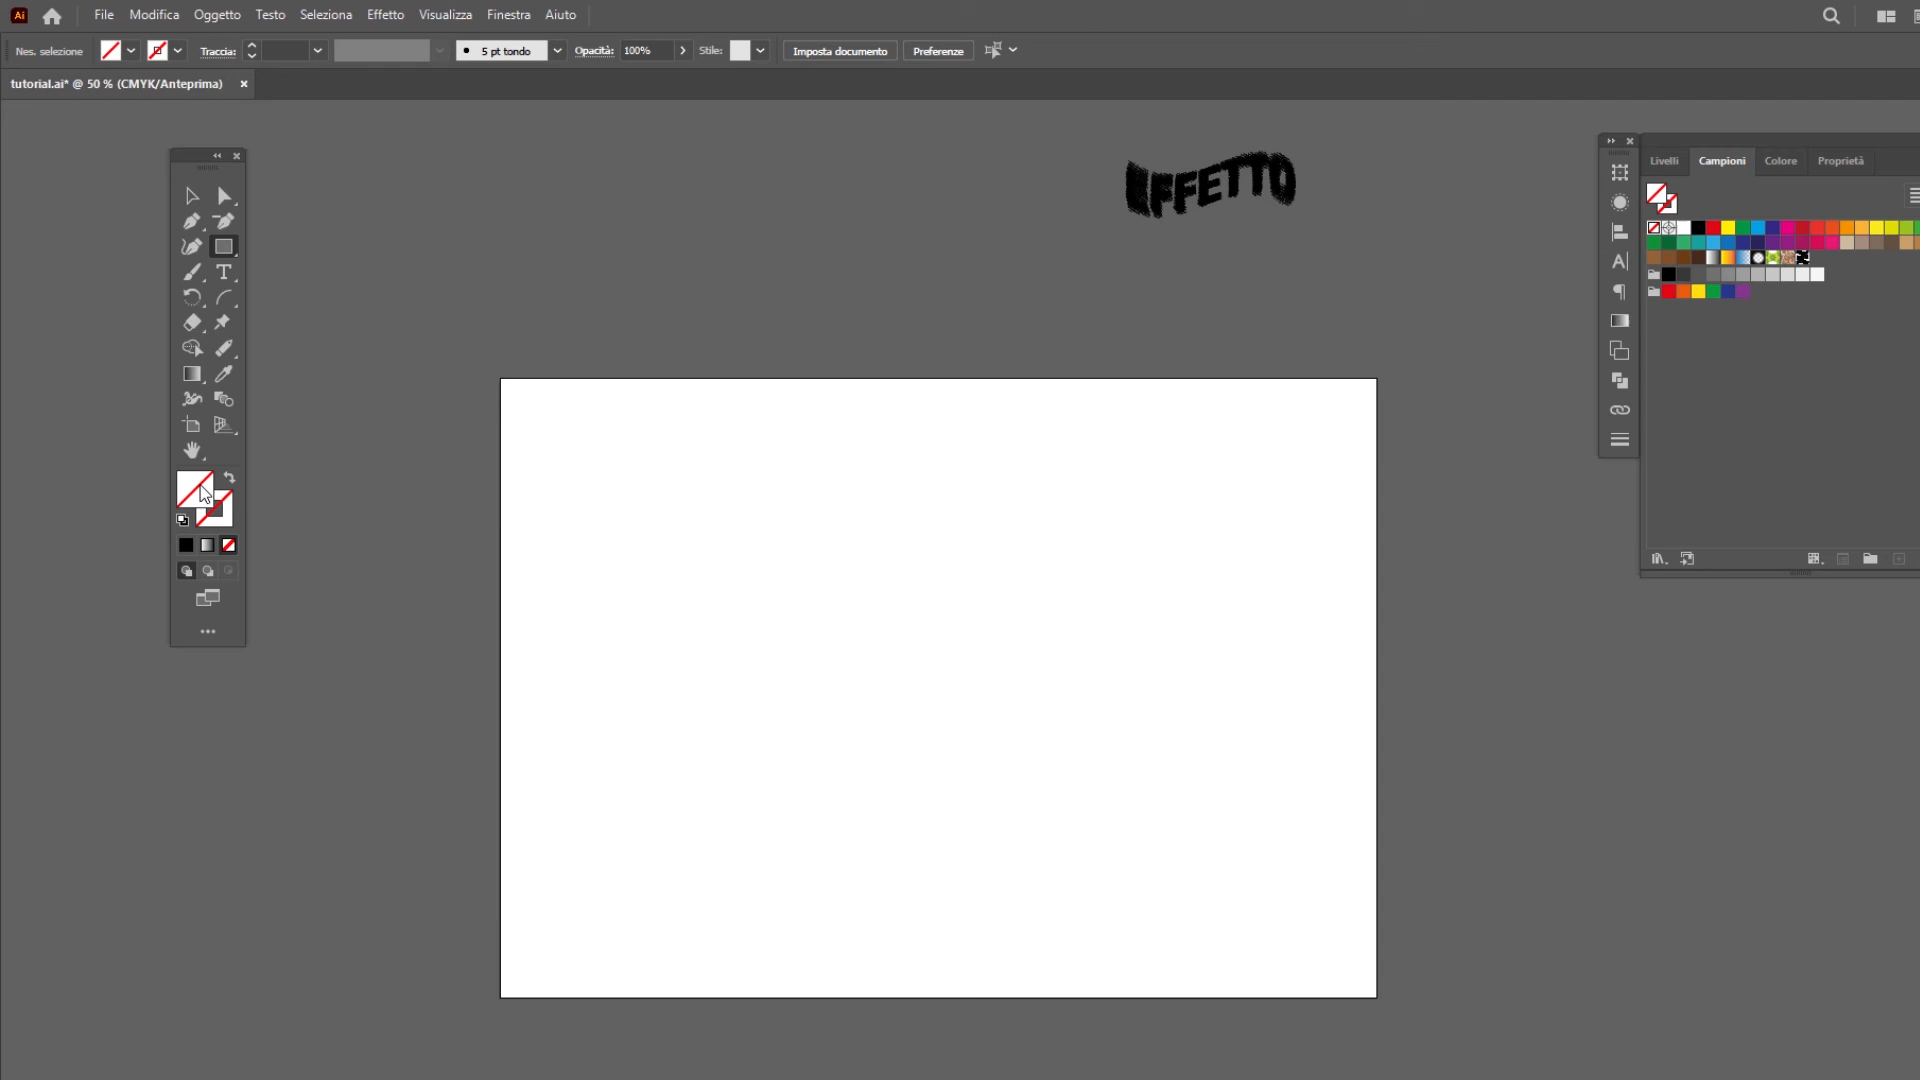 Ai File Modifica Oggetto Testo Seleziona Effetto Visualizza Finestra Aiuto
Nes. selezione Traccia: 5 pt tondo Opacità: 100% Stile: Imposta documento Preferenze
tutorial.ai* @ 50 % (CMYK/Anteprima)
EFFETTO
Livelli Campioni Colore Proprietà